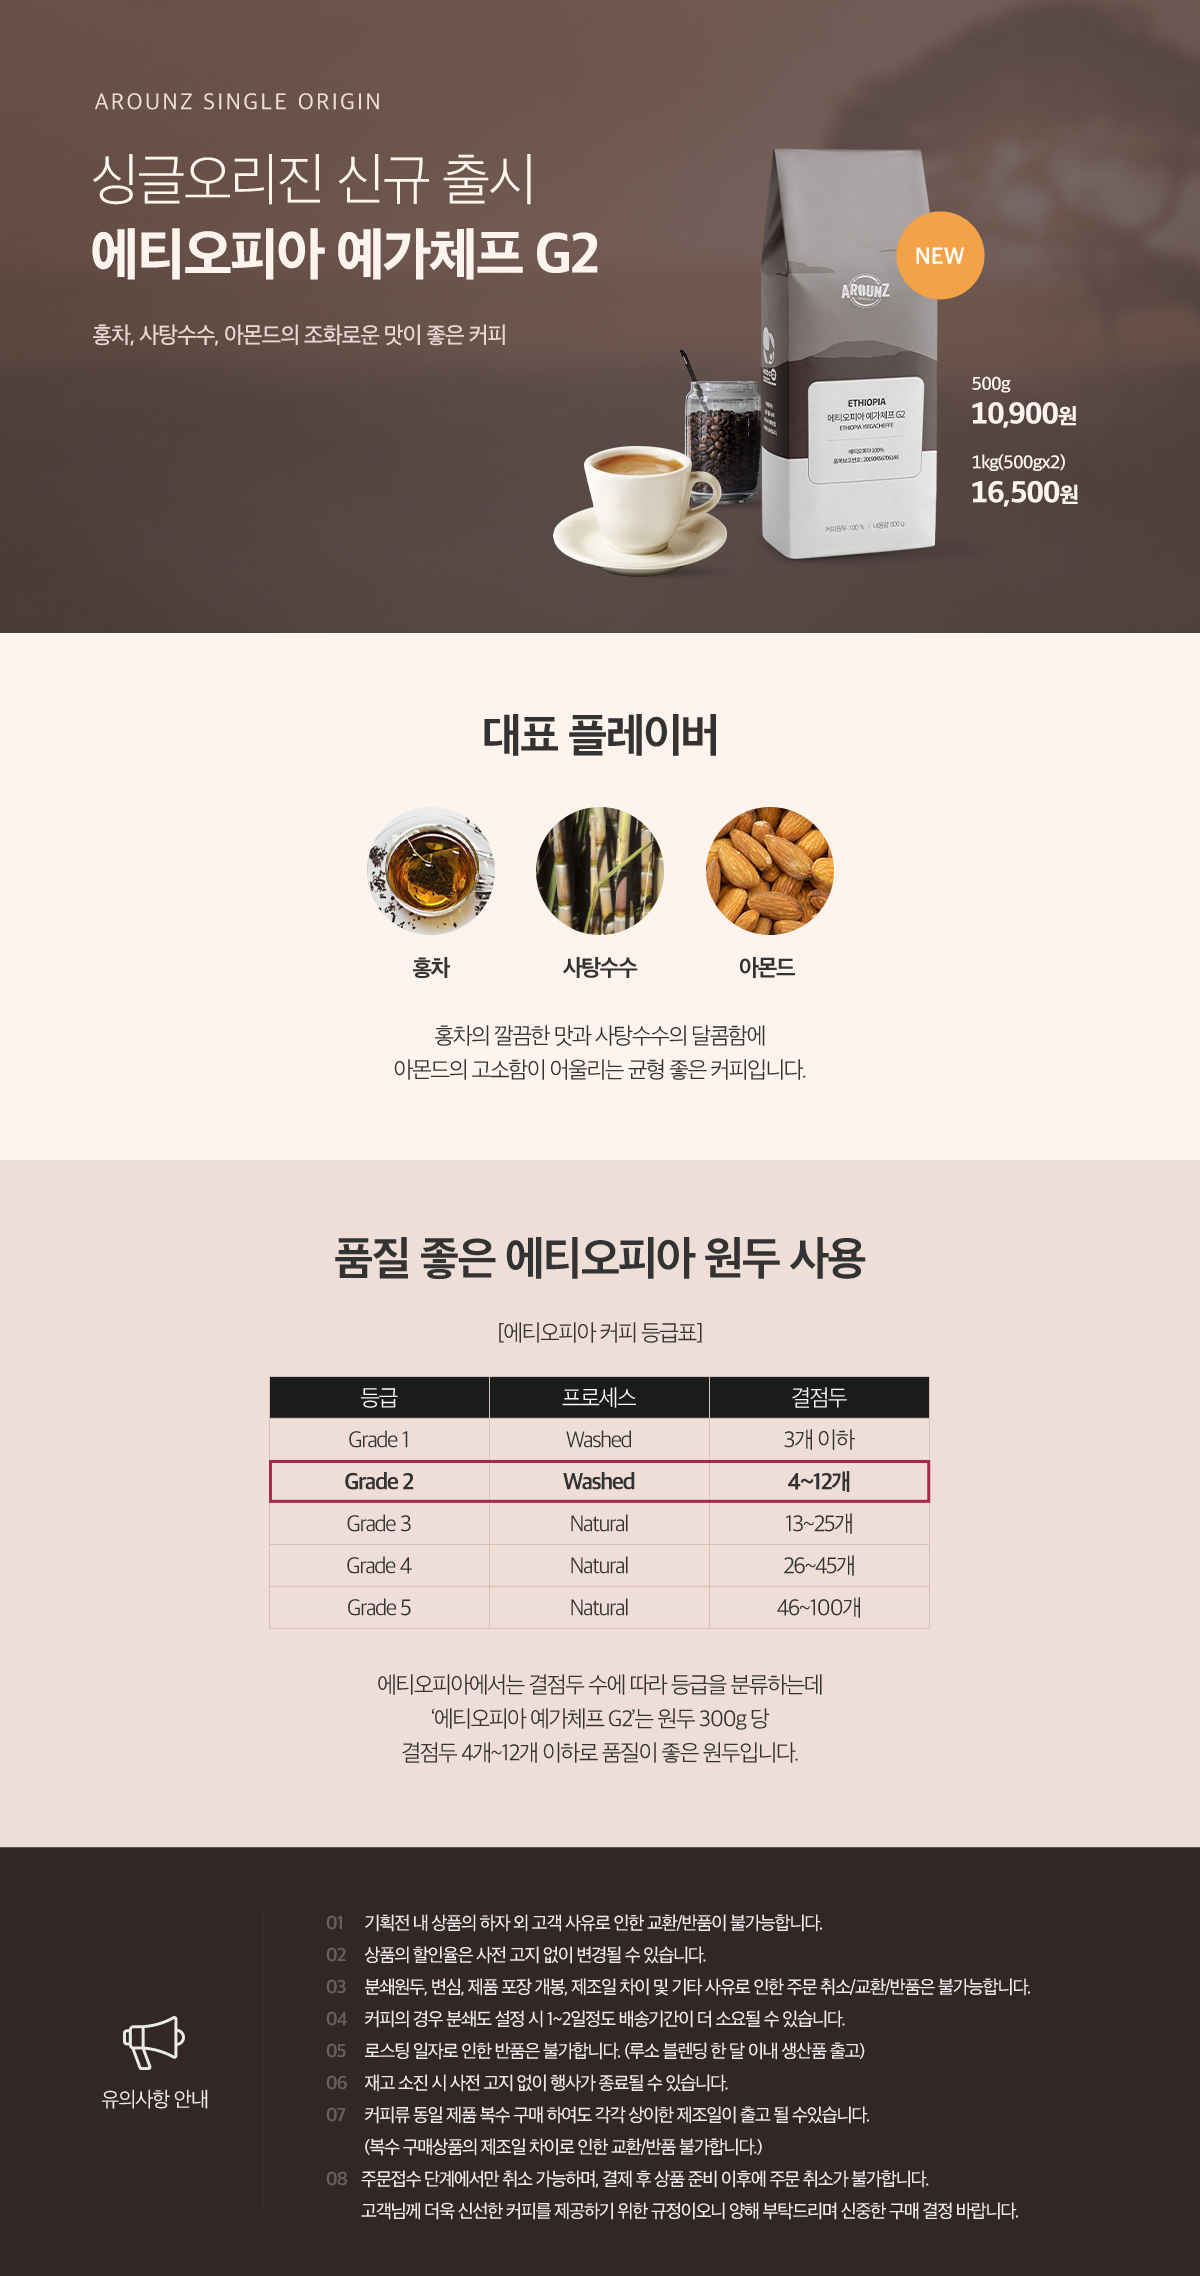 AROUNZ SINGLE ORIGIN
싱글오리진 신규 출시
에티오피아 예가체프 G2
홍차, 사탕수수, 아몬드의 조화로운 맛이 좋은 커피
NEW
AROUNZ
ETHIOPIA
에티오피아 예가체프 G2
ETHIOPIA YIRGACHEFFE
에티오피아 100%
커피원두 100% | 내용량 500g
500g
10,900원
1kg(500gx2)
16,500원
대표 플레이버
홍차 사탕수수 아몬드
홍차의 깔끔한 맛과 사탕수수의 달콤함에
아몬드의 고소함이 어울리는 균형 좋은 커피입니다.
품질 좋은 에티오피아 원두 사용
[에티오피아 커피 등급표]
등급 프로세스 결점두
Grade 1 Washed 3개 이하
Grade 2 Washed 4~12개
Grade 3 Natural 13~25개
Grade 4 Natural 26~45개
Grade 5 Natural 46~100개
에티오피아에서는 결점두 수에 따라 등급을 분류하는데
‘에티오피아 예가체프 G2’는 원두 300g 당
결점두 4개~12개 이하로 품질이 좋은 원두입니다.
유의사항 안내
01 기획전 내 상품의 하자 외 고객 사유로 인한 교환/반품이 불가능합니다.
02 상품의 할인율은 사전 고지 없이 변경될 수 있습니다.
03 분쇄원두, 변심, 제품 포장 개봉, 제조일 차이 및 기타 사유로 인한 주문 취소/교환/반품은 불가능합니다.
04 커피의 경우 분쇄도 설정 시 1~2일정도 배송기간이 더 소요될 수 있습니다.
05 로스팅 일자로 인한 반품은 불가합니다. (루소 블렌딩 한 달 이내 생산품 출고)
06 재고 소진 시 사전 고지 없이 행사가 종료될 수 있습니다.
07 커피류 동일 제품 복수 구매 하여도 각각 상이한 제조일이 출고 될 수있습니다.
(복수 구매상품의 제조일 차이로 인한 교환/반품 불가합니다.)
08 주문접수 단계에서만 취소 가능하며, 결제 후 상품 준비 이후에 주문 취소가 불가합니다.
고객님께 더욱 신선한 커피를 제공하기 위한 규정이오니 양해 부탁드리며 신중한 구매 결정 바랍니다.